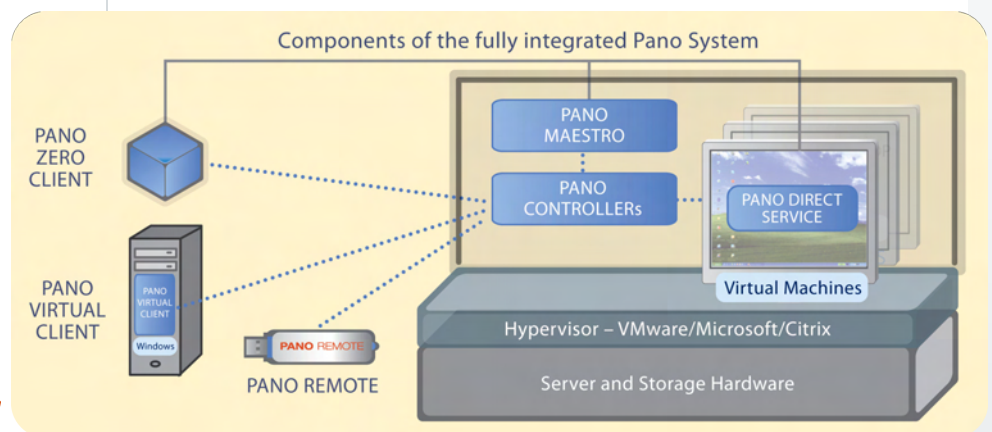 Components of the fully integrated Pano System
PANO
ZERO
CLIENT
PANO
MAESTRO
PANO
CONTROLLERs
PANO DIRECT
SERVICE
Virtual Machines
PANO
VIRTUAL
CLIENT
PANO
VIRTUAL
CLIENT
Windows
PANO REMOTE
PANO REMOTE
Hypervisor – VMware/Microsoft/Citrix
Server and Storage Hardware